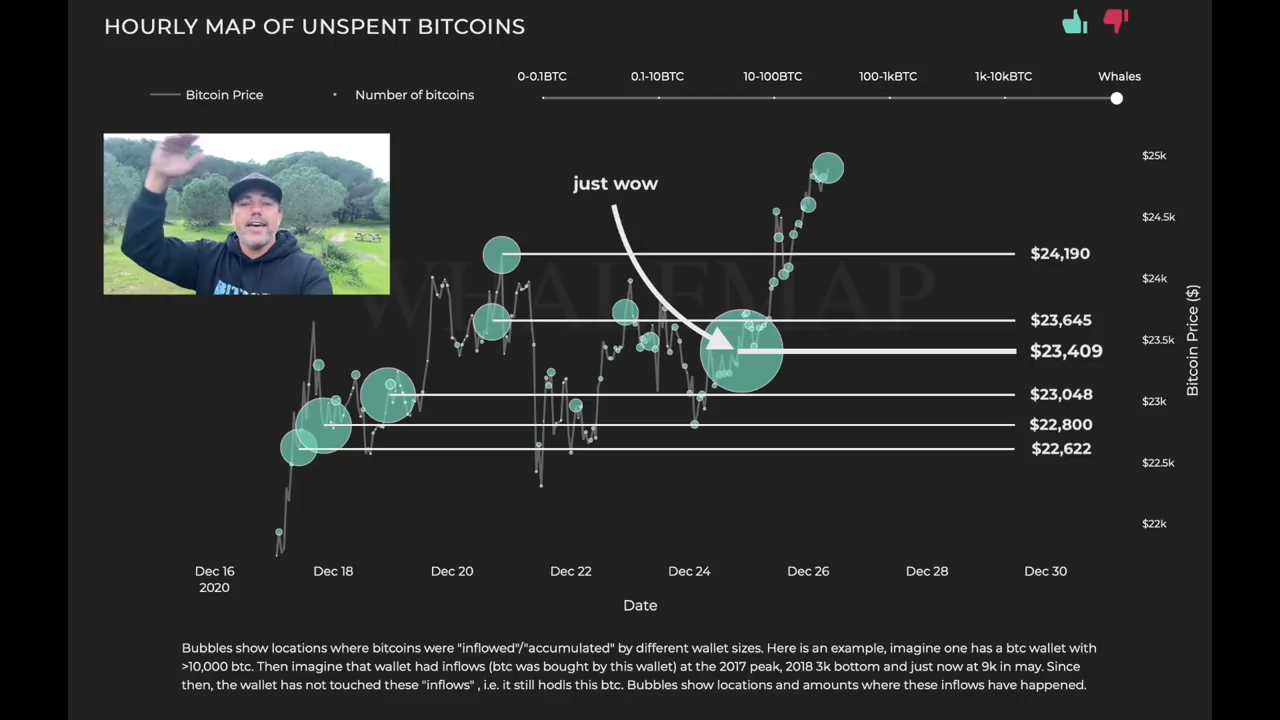 HOURLY MAP OF UNSPENT BITCOINS
0-0.1BTC 0.1-10BTC 10-100BTC 100-1kBTC 1k-10kBTC Whales
Bitcoin Price Number of bitcoins
just wow
WHALEMAP
$25k
$24.5k
$24k
$23.5k
$23k
$22.5k
$22k
Bitcoin Price ($)
$24,190
$23,645
$23,409
$23,048
$22,800
$22,622
Dec 16 Dec 18 Dec 20 Dec 22 Dec 24 Dec 26 Dec 28 Dec 30
2020
Date
Bubbles show locations where bitcoins were "inflowed"/"accumulated" by different wallet sizes. Here is an example, imagine one has a btc wallet with
>10,000 btc. Then imagine that wallet had inflows (btc was bought by this wallet) at the 2017 peak, 2018 3k bottom and just now at 9k in may. Since
then, the wallet has not touched these "inflows" , i.e. it still hodls this btc. Bubbles show locations and amounts where these inflows have happened.